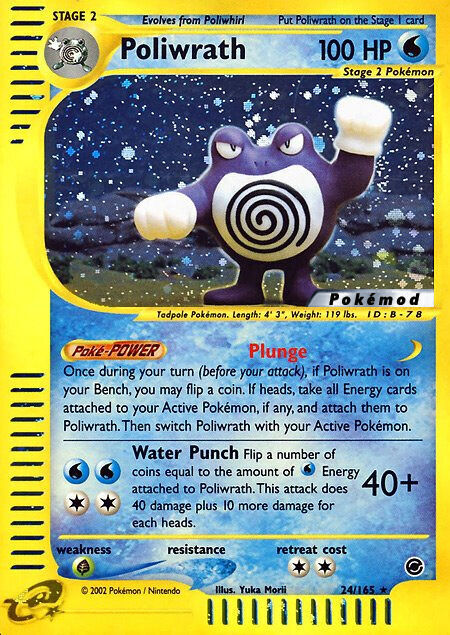 STAGE 2
Evolves from Poliwhirl
Put Poliwrath on the Stage 1 card
Poliwrath
100 HP
Stage 2 Pokémon
Pokémod
Tadpole Pokémon. Length: 4' 3", Weight: 119 lbs. ID:B-78
Poké-POWER
Plunge
Once during your turn (before your attack), if Poliwrath is on
your Bench, you may flip a coin. If heads, take all Energy cards
attached to your Active Pokémon, if any, and attach them to
Poliwrath. Then switch Poliwrath with your Active Pokémon.
Water Punch Flip a number of
coins equal to the amount of Energy
attached to Poliwrath. This attack does
40 damage plus 10 more damage for
each heads.
40+
weakness
resistance
retreat cost
© 2002 Pokémon / Nintendo
Illus. Yuka Morii
24/165 ★